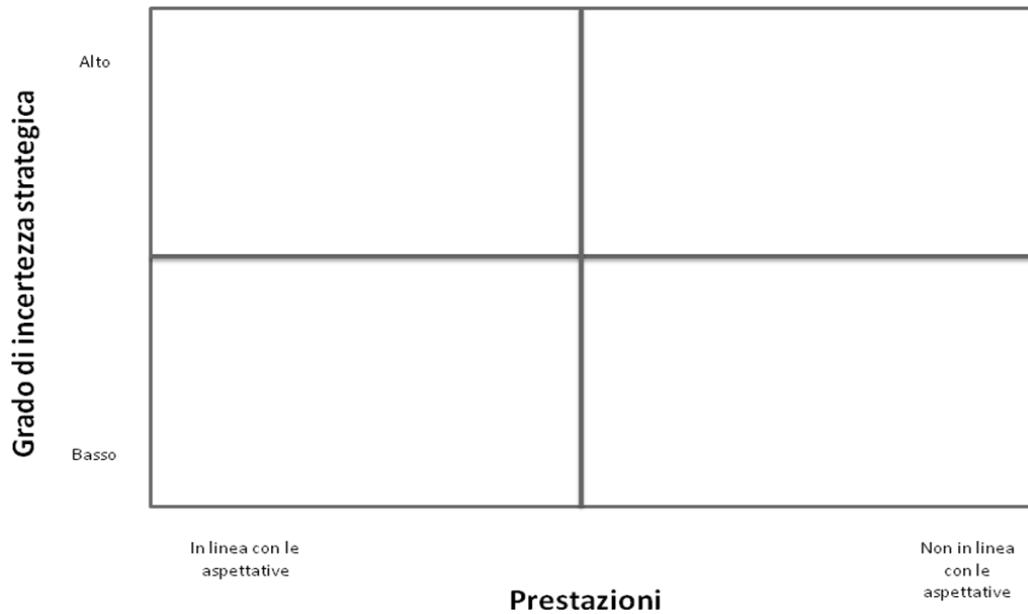 Grado di incertezza strategica
Alto
Basso
In linea con le
aspettative
Non in linea
con le
aspettative
Prestazioni